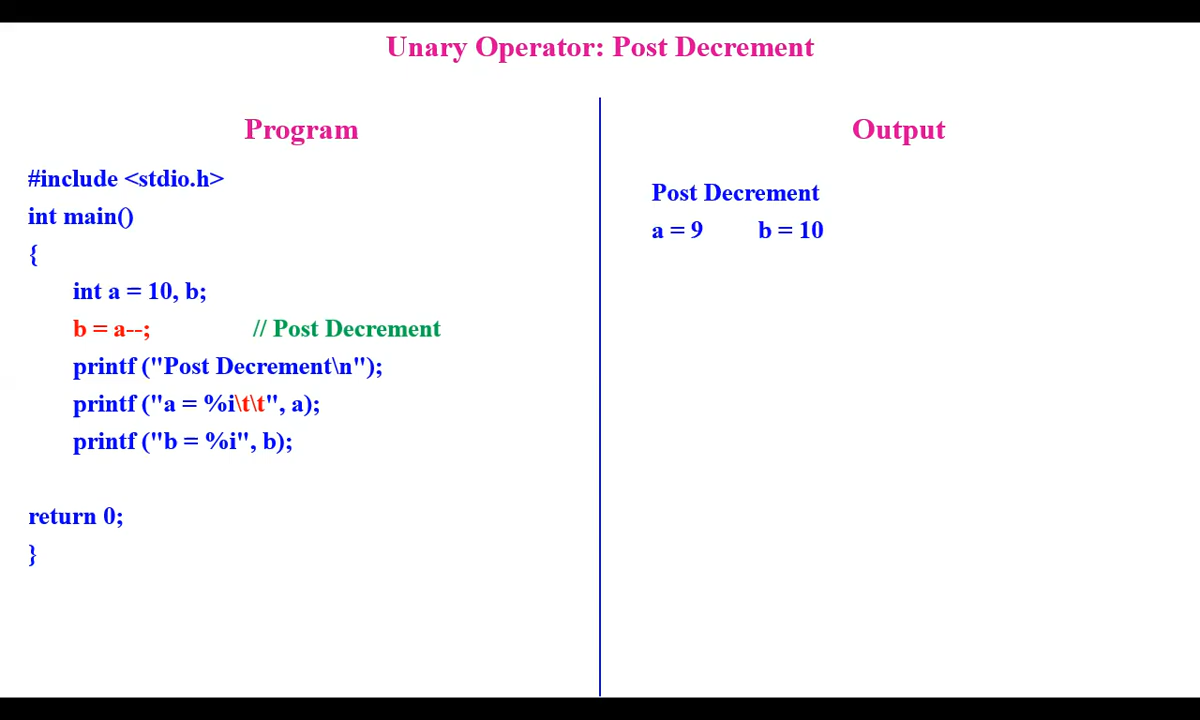 Unary Operator: Post Decrement
Program
#include <stdio.h>
int main()
{
int a = 10, b;
b = a--; // Post Decrement
printf ("Post Decrement\n");
printf ("a = %i\t\t", a);
printf ("b = %i", b);
return 0;
}
Output
Post Decrement
a = 9 b = 10